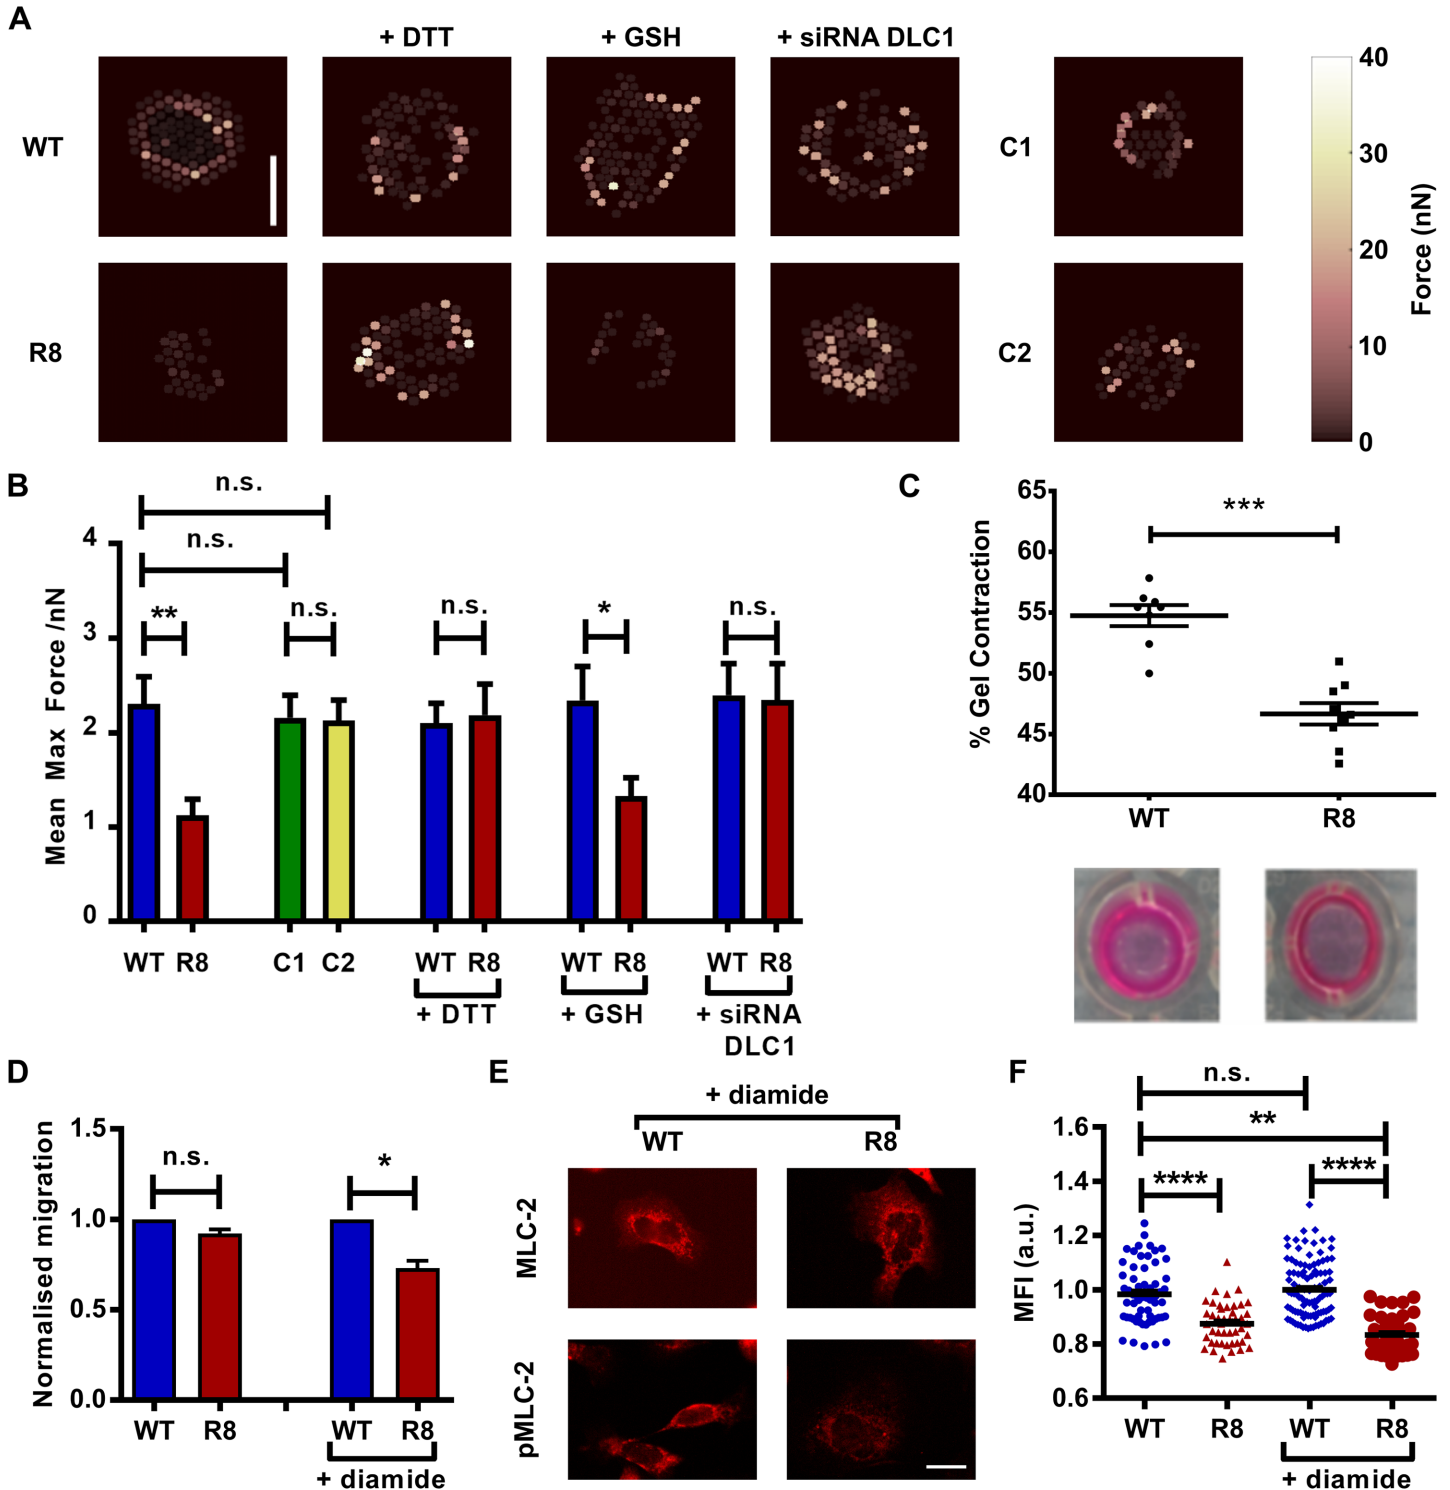 A
+ DTT
+ GSH
+ siRNA DLC1
WT
C1
R8
C2
40
30
20
10
0
Force (nN)
B
n.s.
n.s.
**
n.s.
n.s.
*
n.s.
4
3
2
1
0
Mean Max Force /nN
WT R8
C1 C2
WT R8
WT R8
WT R8
+ DTT
+ GSH
+ siRNA
DLC1
C
65
60
55
50
45
40
% Gel Contraction
***
WT
R8
D
1.5
1.0
0.5
0.0
Normalised migration
n.s.
*
WT R8
WT R8
+ diamide
E
+ diamide
WT
R8
MLC-2
pMLC-2
F
n.s.
**
****
****
1.6
1.4
1.2
1.0
0.8
0.6
MFI (a.u.)
WT
R8
WT
R8
+ diamide